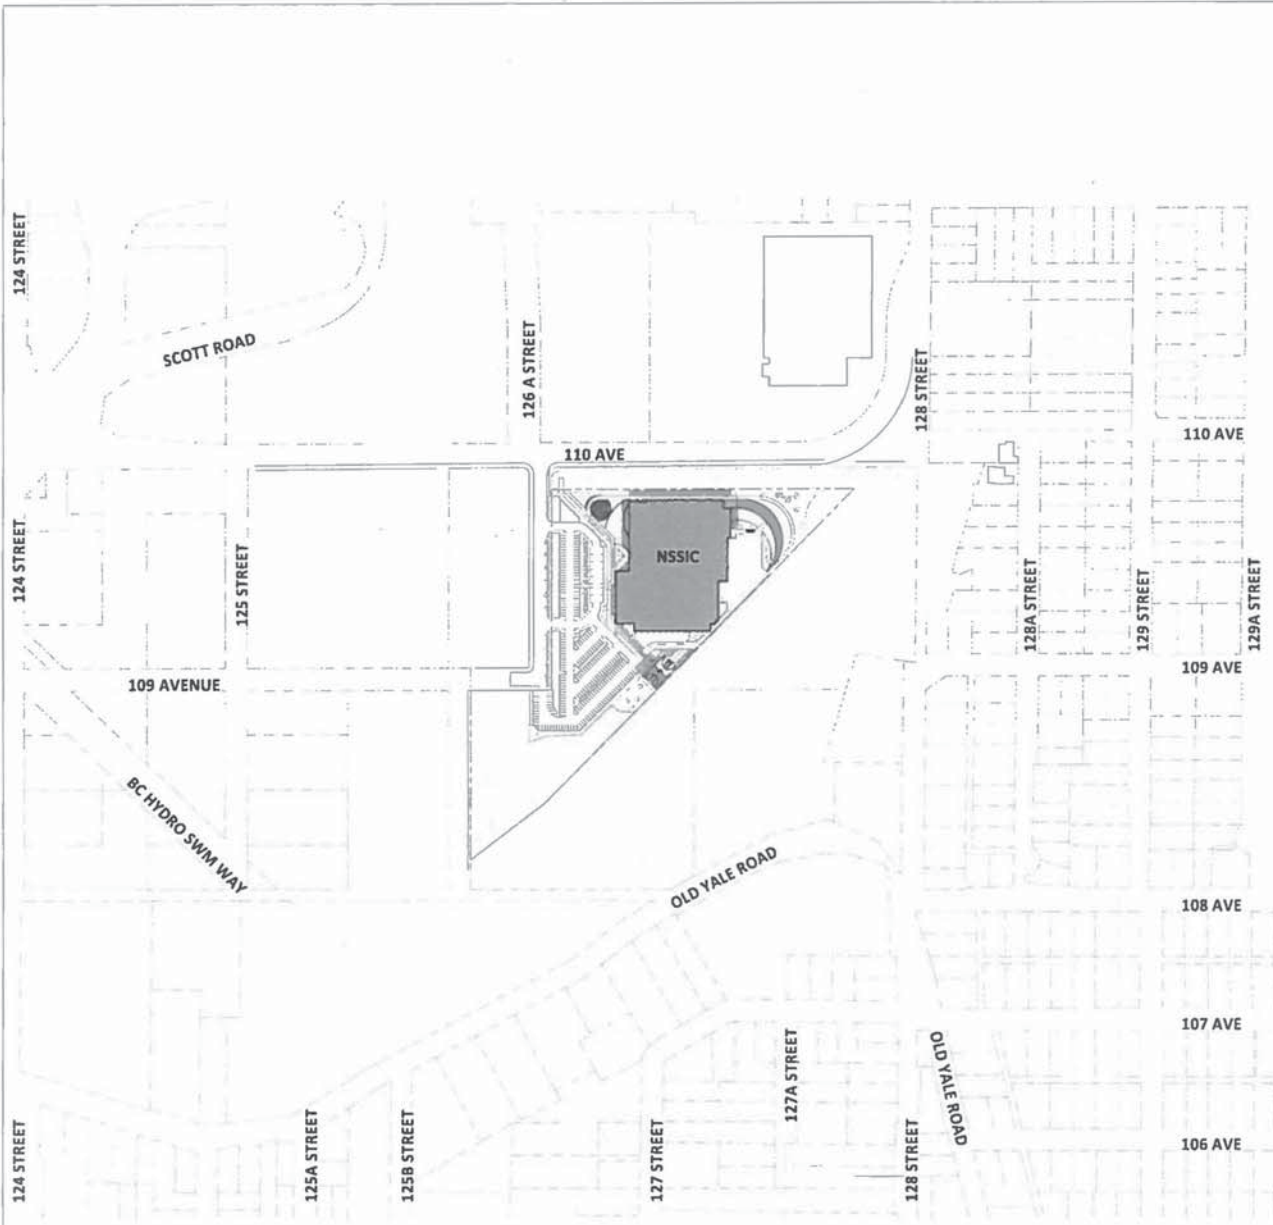 124 STREET
SCOTT ROAD
126 A STREET
128 STREET
110 AVE
110 AVE
NSSIC
124 STREET
125 STREET
128A STREET
129 STREET
129A STREET
109 AVE
109 AVENUE
BC HYDRO SWM WAY
OLD YALE ROAD
108 AVE
107 AVE
127A STREET
OLD YALE ROAD
124 STREET
125A STREET
125B STREET
127 STREET
128 STREET
106 AVE